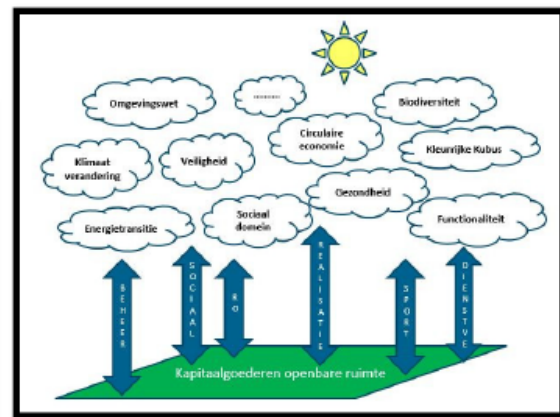 Omgevingswet
..........
Biodiversiteit
Circulaire
economie
Kleurrijke Kubus
Klimaat
verandering
Veiligheid
Gezondheid
Energietransitie
Sociaal
domein
Functionaliteit
BEHEER
SOCIAAL
RO
REALISATIE
SPORT
DIENSTVE
Kapitaalgoederen openbare ruimte